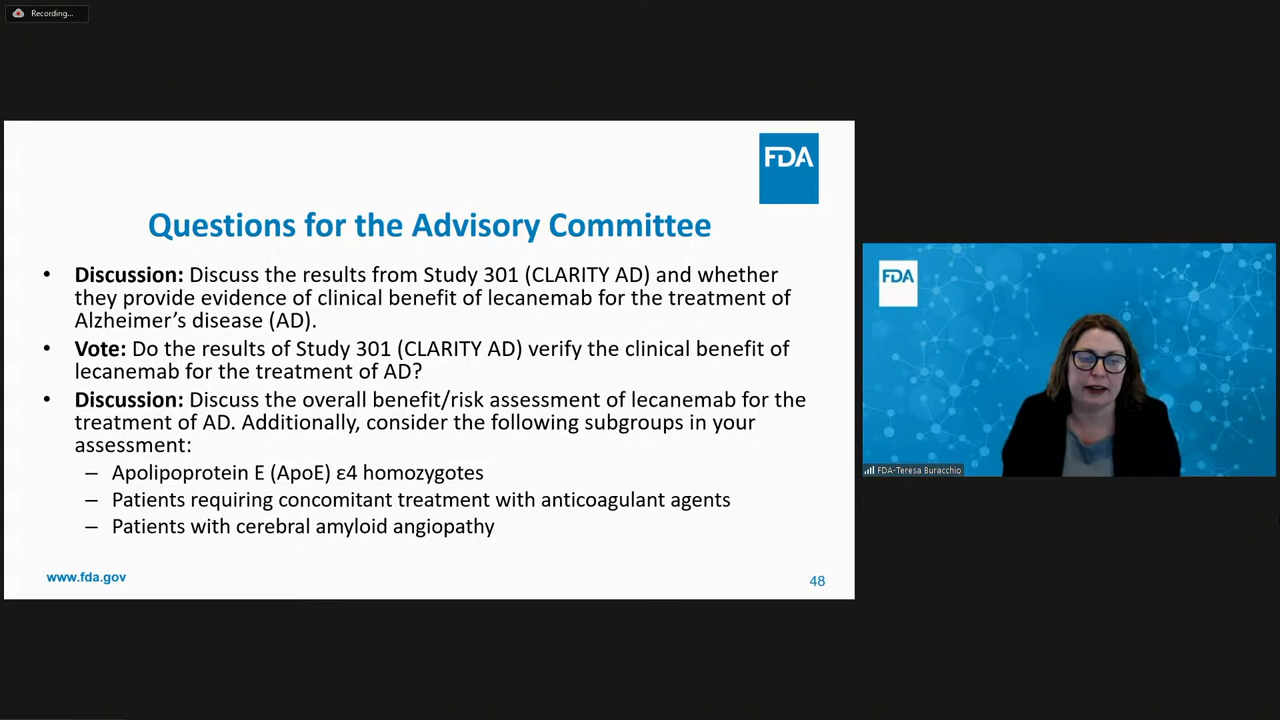 Recording...
FDA
Questions for the Advisory Committee
• Discussion: Discuss the results from Study 301 (CLARITY AD) and whether
they provide evidence of clinical benefit of lecanemab for the treatment of
Alzheimer’s disease (AD).
• Vote: Do the results of Study 301 (CLARITY AD) verify the clinical benefit of
lecanemab for the treatment of AD?
• Discussion: Discuss the overall benefit/risk assessment of lecanemab for the
treatment of AD. Additionally, consider the following subgroups in your
assessment:
– Apolipoprotein E (ApoE) ε4 homozygotes
– Patients requiring concomitant treatment with anticoagulant agents
– Patients with cerebral amyloid angiopathy
www.fda.gov
48
FDA
FDA-Teresa Buracchio